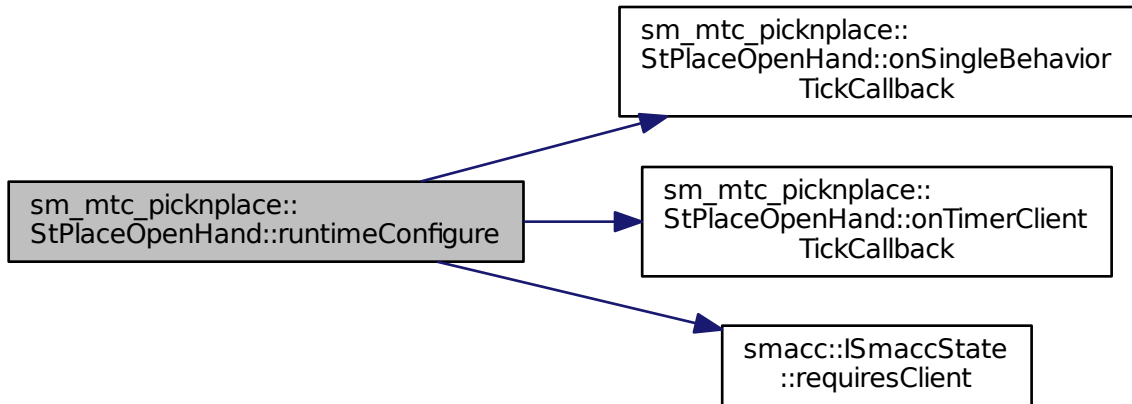 sm_mtc_picknplace::
StPlaceOpenHand::runtimeConfigure
sm_mtc_picknplace::
StPlaceOpenHand::onSingleBehavior
TickCallback
sm_mtc_picknplace::
StPlaceOpenHand::onTimerClient
TickCallback
smacc::ISmaccState
::requiresClient